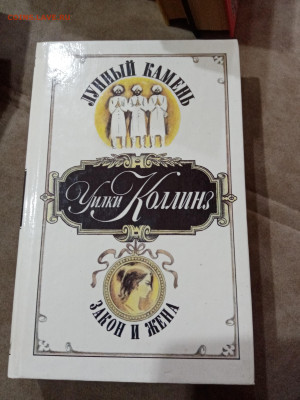 ЛУННЫЙ КАМЕНЬ
Уилки Коллинз
ЗАКОН И ЖЕНА